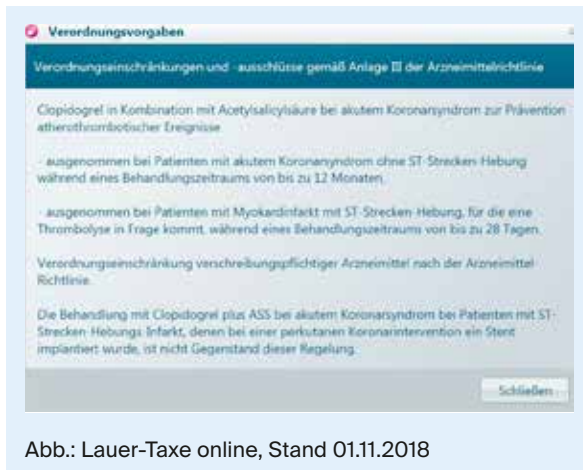 Verordnungsvorgaben
Verordnungseinschränkungen und -ausschlüsse gemäß Anlage III der Arzneimittelrichtlinie
Clopidogrel in Kombination mit Acetylsalicylsäure bei akutem Koronarsyndrom zur Prävention
atherothrombotischer Ereignisse
- ausgenommen bei Patienten mit akutem Koronarsyndrom ohne ST-Strecken-Hebung
während eines Behandlungszeitraums von bis zu 12 Monaten,
- ausgenommen bei Patienten mit Myokardinfarkt mit ST-Strecken-Hebung, für die eine
Thrombolyse in Frage kommt, während eines Behandlungszeitraums von bis zu 28 Tagen.
Verordnungseinschränkung verschreibungspflichtiger Arzneimittel nach der Arzneimittel-
Richtlinie.
Die Behandlung mit Clopidogrel plus ASS bei akutem Koronarsyndrom bei Patienten mit ST-
Strecken-Hebungs-Infarkt, denen bei einer perkutanen Koronarintervention ein Stent
implantiert wurde, ist nicht Gegenstand dieser Regelung.
Schließen
Abb.: Lauer-Taxe online, Stand 01.11.2018